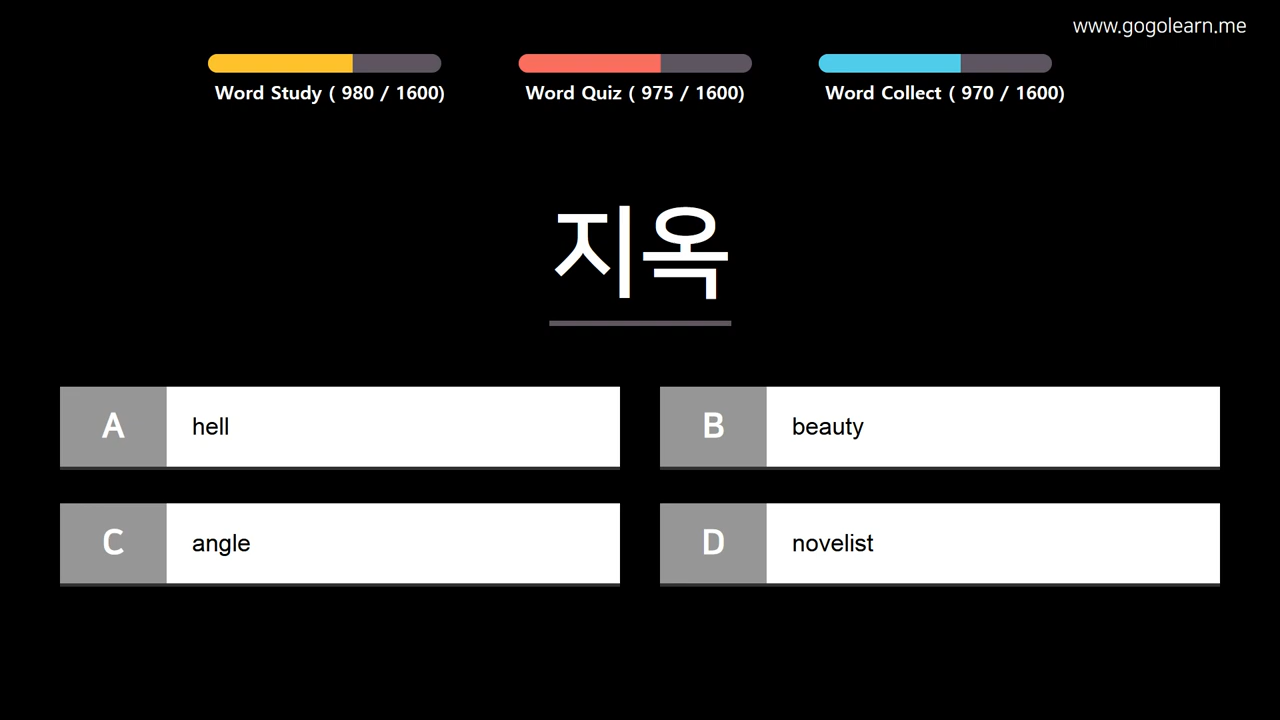 www.gogolearn.me
Word Study ( 980 / 1600)
Word Quiz ( 975 / 1600)
Word Collect ( 970 / 1600)
지옥
A hell
B beauty
C angle
D novelist